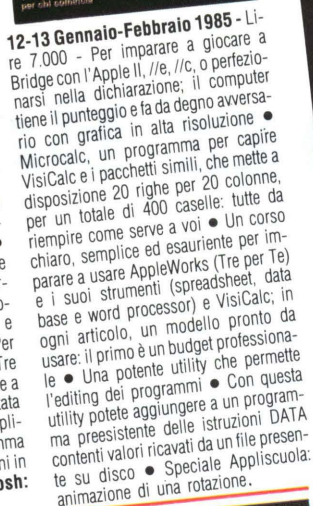 per chi comincia
12-13 Gennaio-Febbraio 1985 - Li-
re 7.000 - Per imparare a giocare a
Bridge con l'Apple II, //e, //c, o perfezio-
narsi nella dichiarazione; il computer
tiene il punteggio e fa da degno avversa-
rio con grafica in alta risoluzione ●
Microcalc, un programma per capire
VisiCalc e i pacchetti simili, che mette a
disposizione 20 righe per 20 colonne,
per un totale di 400 caselle: tutte da
riempire come serve a voi ● Un corso
chiaro, semplice ed esauriente per im-
parare a usare AppleWorks (Tre per Te)
e i suoi strumenti (spreadsheet, data
base e word processor) e VisiCalc; in
ogni articolo, un modello pronto da
usare: il primo è un budget professiona-
le ● Una potente utility che permette
l'editing dei programmi ● Con questa
utility potete aggiungere a un program-
ma preesistente delle istruzioni DATA
contenti valori ricavati da un file presen-
te su disco ● Speciale Appliscuola:
animazione di una rotazione.